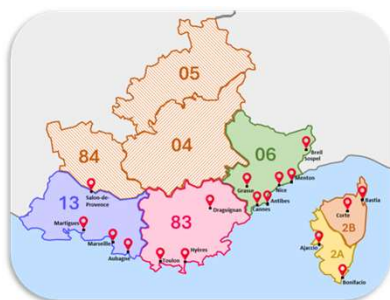 05
04
84
06
Breil
Sospel
Menton
Nice
Grasse
Antibes
Cannes
Salon-de-
Provence
13
83
Draguignan
Martigues
Marseille
Aubagne
Toulon
Hyères
Bastia
Corte
2B
Ajaccio
2A
Bonifacio